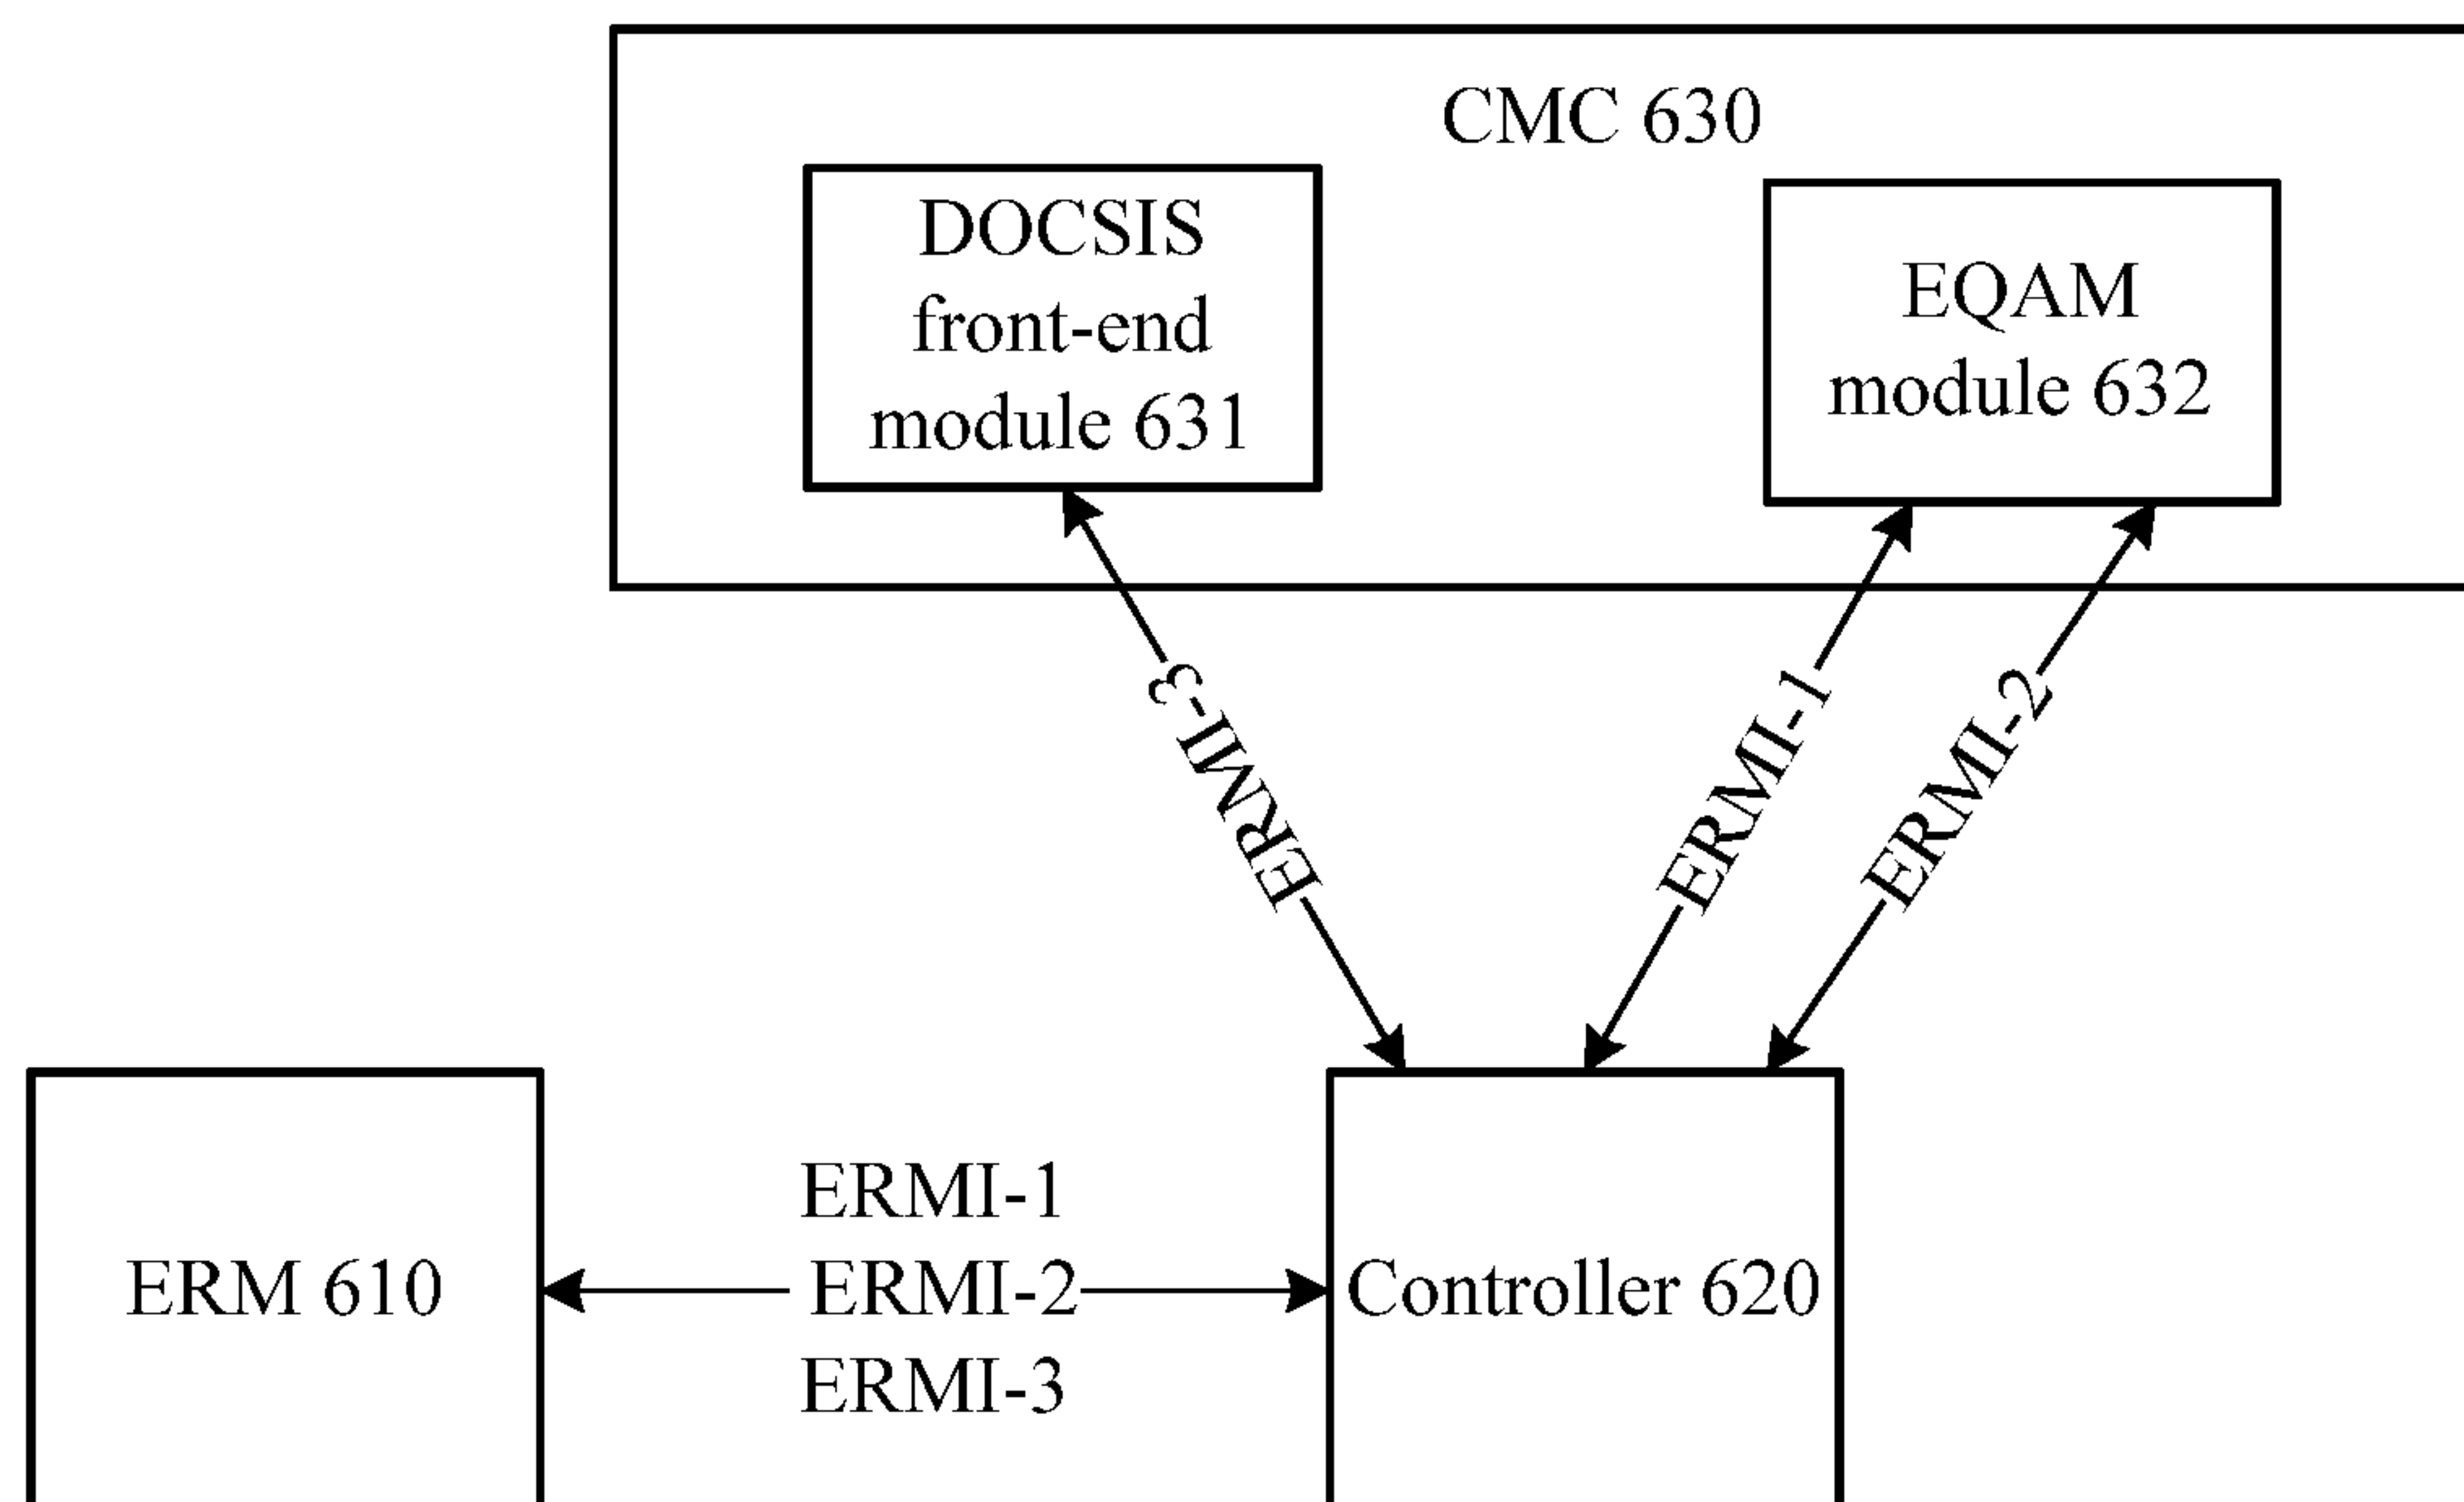 CMC 630
DOCSIS
front-end
module 631
EQAM
module 632
ERMI-3
ERMI-1
ERMI-2
ERM 610
ERMI-1
ERMI-2
ERMI-3
Controller 620